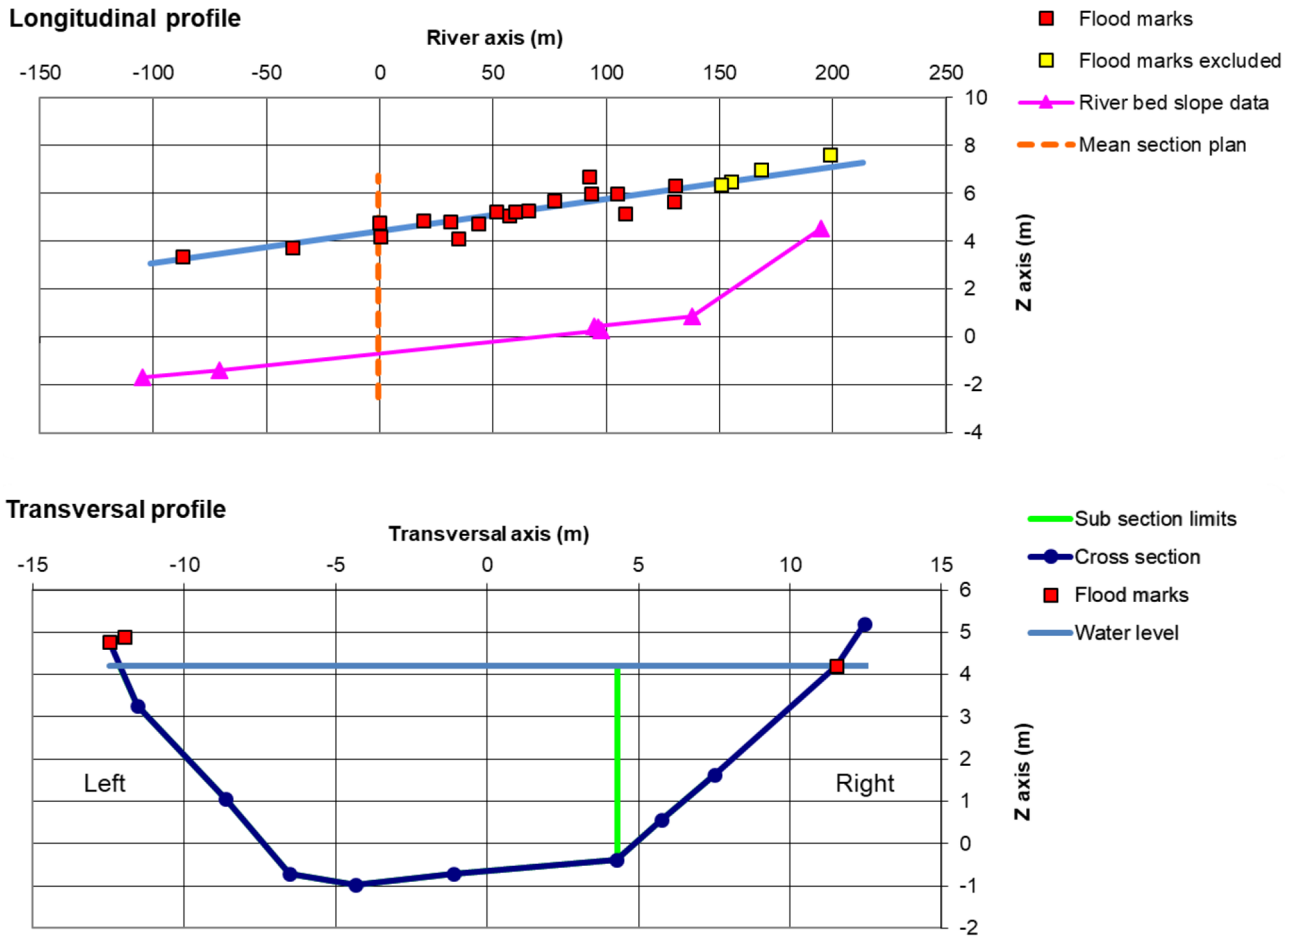 Longitudinal profile
River axis (m)
-150 -100 -50 0 50 100 150 200 250
10
8
6
4
2
0
-2
-4
Z axis (m)
Flood marks
Flood marks excluded
River bed slope data
Mean section plan
Transversal profile
Transversal axis (m)
-15 -10 -5 0 5 10 15
6
5
4
3
2
1
0
-1
-2
Z axis (m)
Left
Right
Sub section limits
Cross section
Flood marks
Water level